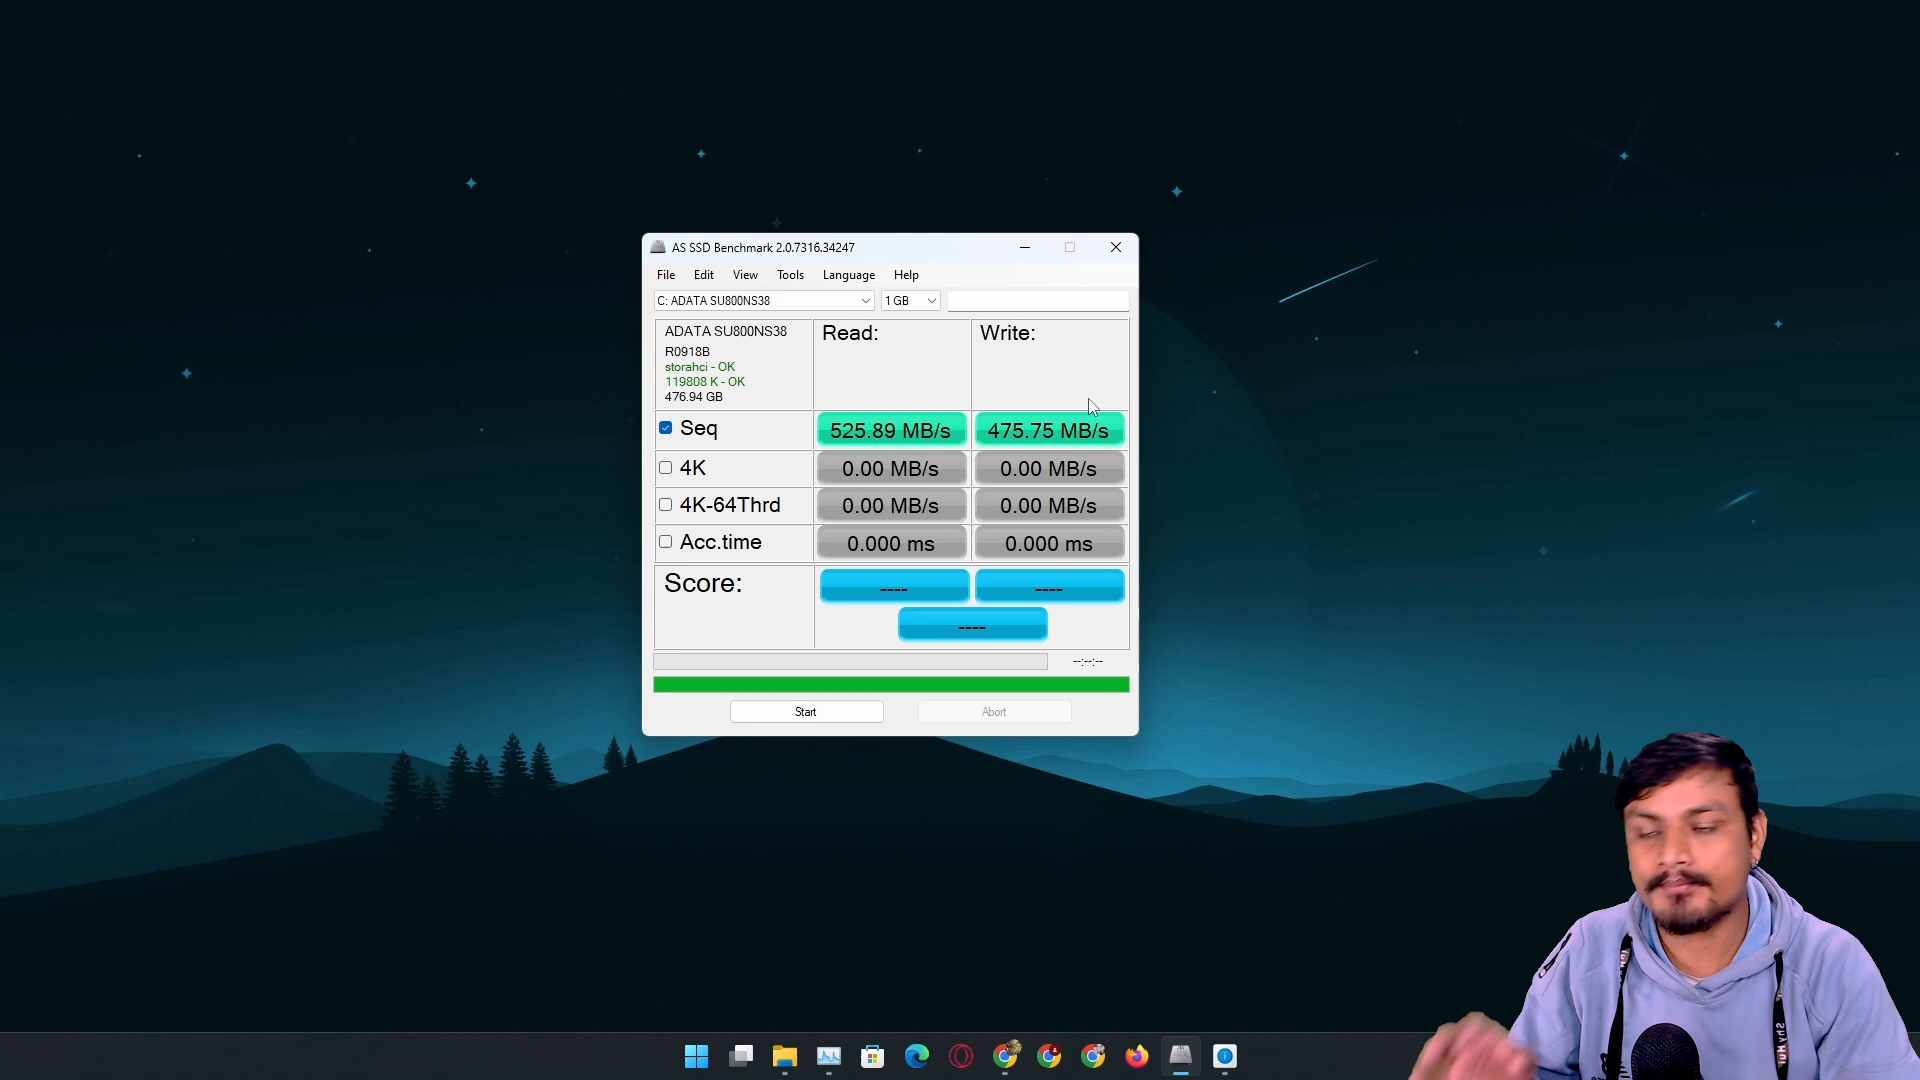 AS SSD Benchmark 2.0.7316.34247
File Edit View Tools Language Help
C: ADATA SU800NS38 1 GB
ADATA SU800NS38
R0918B
storahci - OK
119808 K - OK
476.94 GB
Read: Write:
Seq 525.89 MB/s 475.75 MB/s
4K 0.00 MB/s 0.00 MB/s
4K-64Thrd 0.00 MB/s 0.00 MB/s
Acc.time 0.000 ms 0.000 ms
Score: ---- ----
----
--:--:--
Start Abort